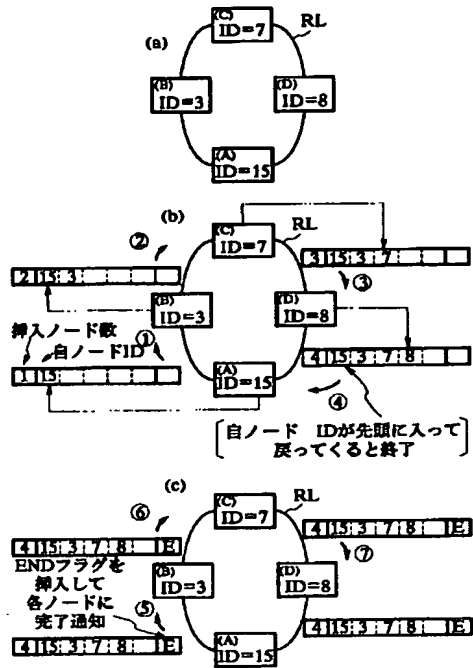 (a)
(C)
ID=7
RL
(B)
ID=3
(D)
ID=8
(A)
ID=15
(b)
(C)
ID=7
RL
②
2 15 3
3 15 3 7
③
(B)
ID=3
(D)
ID=8
挿入ノード数
自ノードID
①
1 15
(A)
ID=15
4 15 3 7 8
④
自ノード IDが先頭に入って
戻ってくると終了
(c)
(C)
ID=7
RL
⑥
4 15 3 7 8 E
4 15 3 7 8 E
⑦
ENDフラグを
挿入して
各ノードに
完了通知
(B)
ID=3
(D)
ID=8
⑤
4 15 3 7 8 E
(A)
ID=15
4 15 3 7 8 E